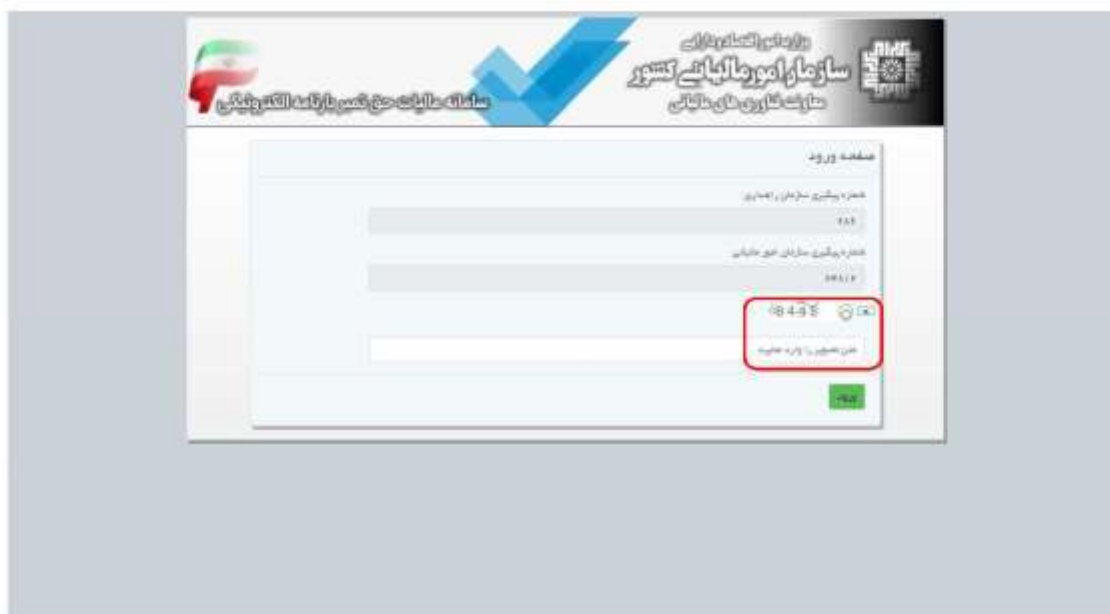 وزارت امور اقتصاد و دارایی
سازمان امور مالیاتی کشور
معاونت فناوری های مالیاتی
سامانه مالیات حق تمبر بارنامه الکترونیکی
صفحه ورود
شماره پیگیری سازمان راهداری
شماره پیگیری سازمان امور مالیاتی
متن تصویر را وارد نمایید
ورود